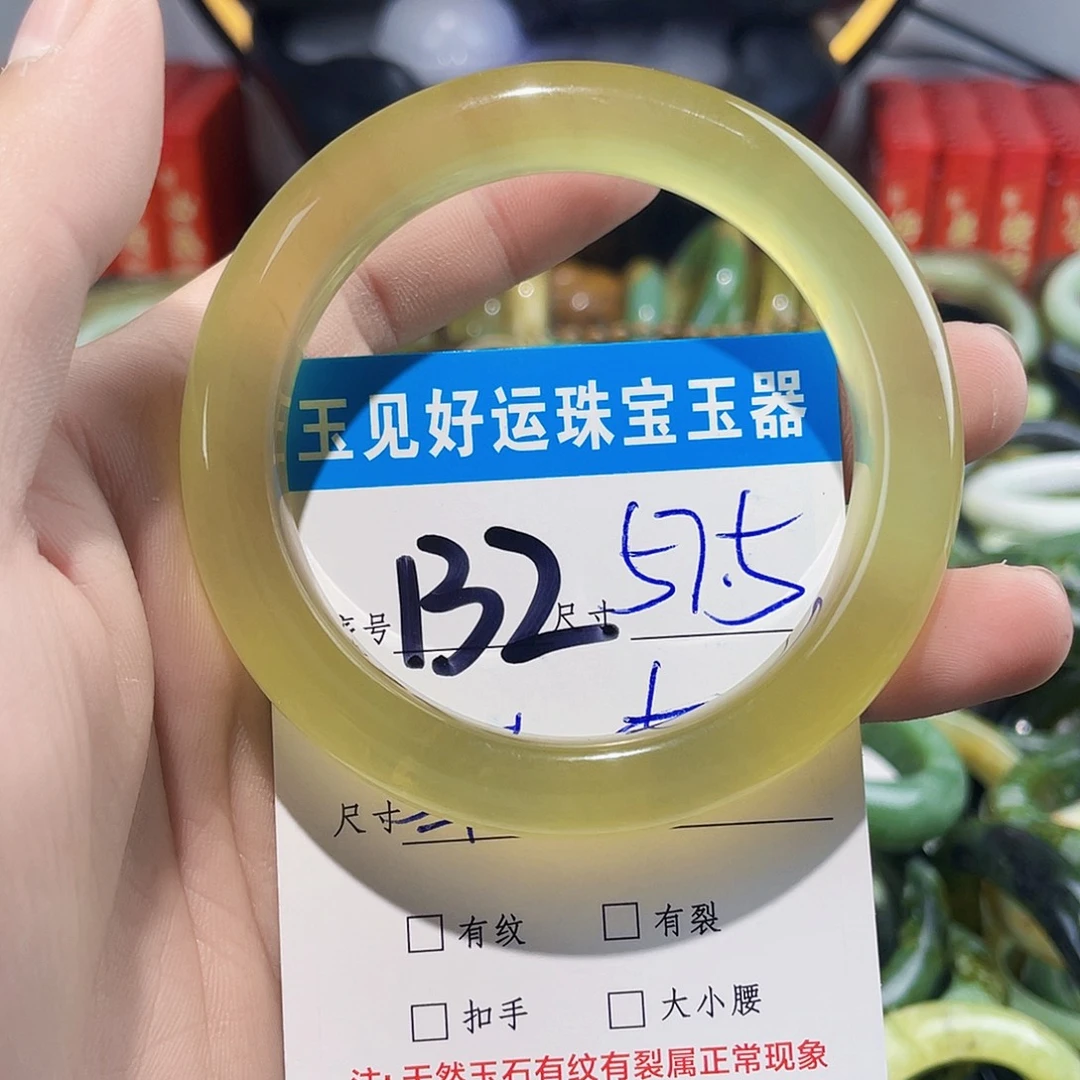 玉见好运珠宝玉器
号 B2 尺寸 57.5
尺寸
□ 有纹 □ 有裂
□ 扣手 □ 大小腰
注:天然玉石有纹有裂属正常现象